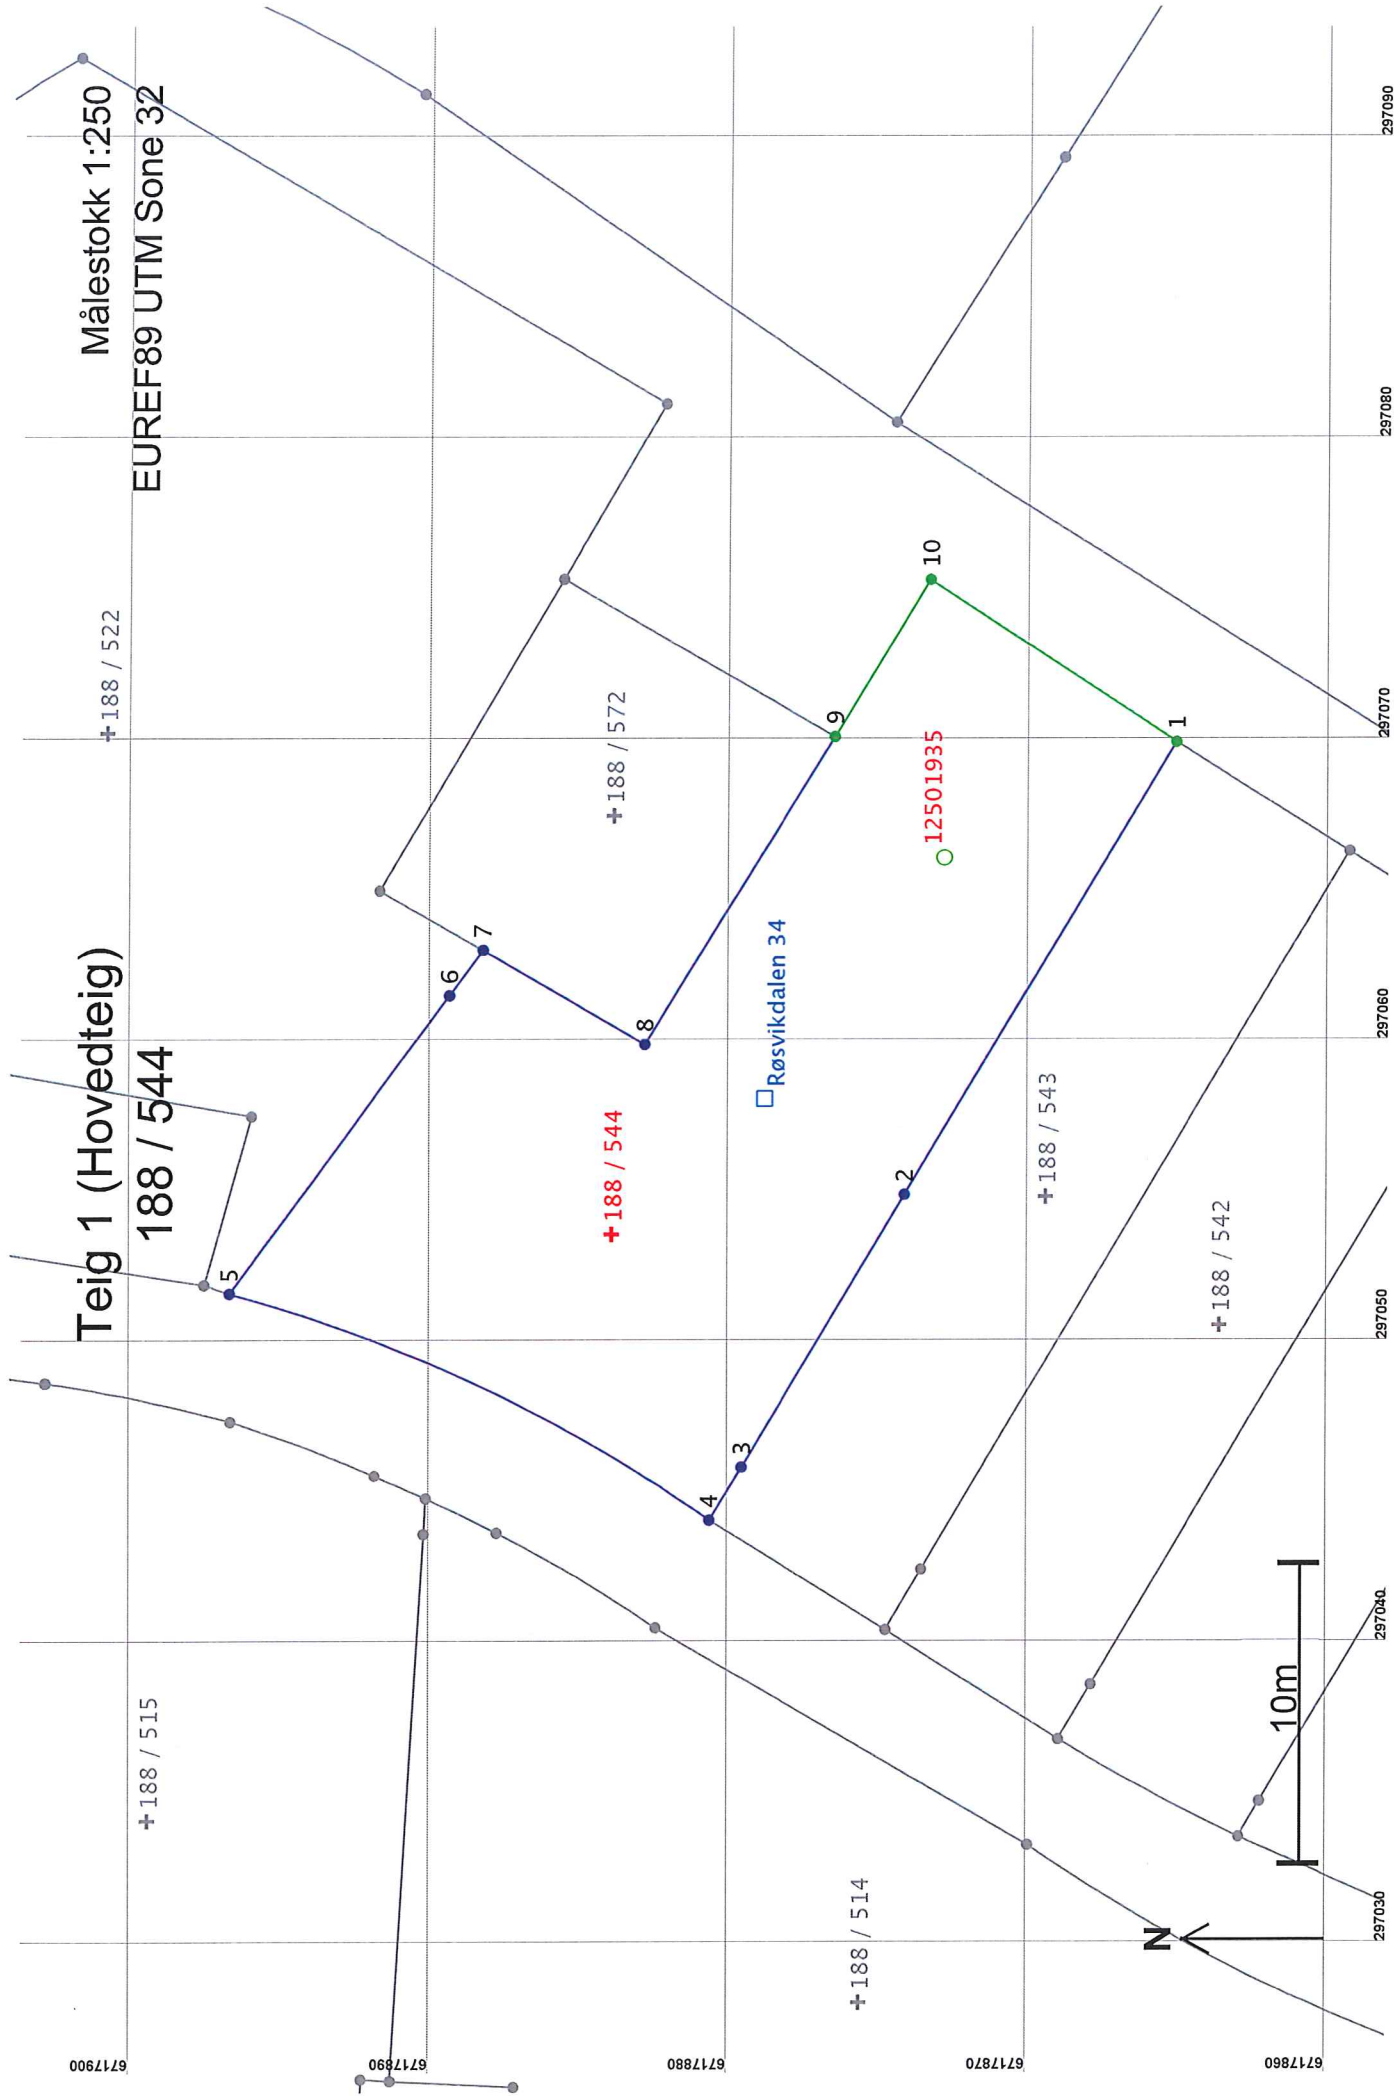 Teig 1 (Hovedteig)
188 / 544
Målestokk 1:250
EUREF89 UTM Sone 32
188 / 515
188 / 522
5
6
7
188 / 572
188 / 544
8
4
3
Røsvikdalen 34
9
188 / 514
2
12501935
10
188 / 543
1
188 / 542
N
10m
6717900
6717890
6717880
6717870
6717860
297030
297040
297050
297060
297070
297080
297090